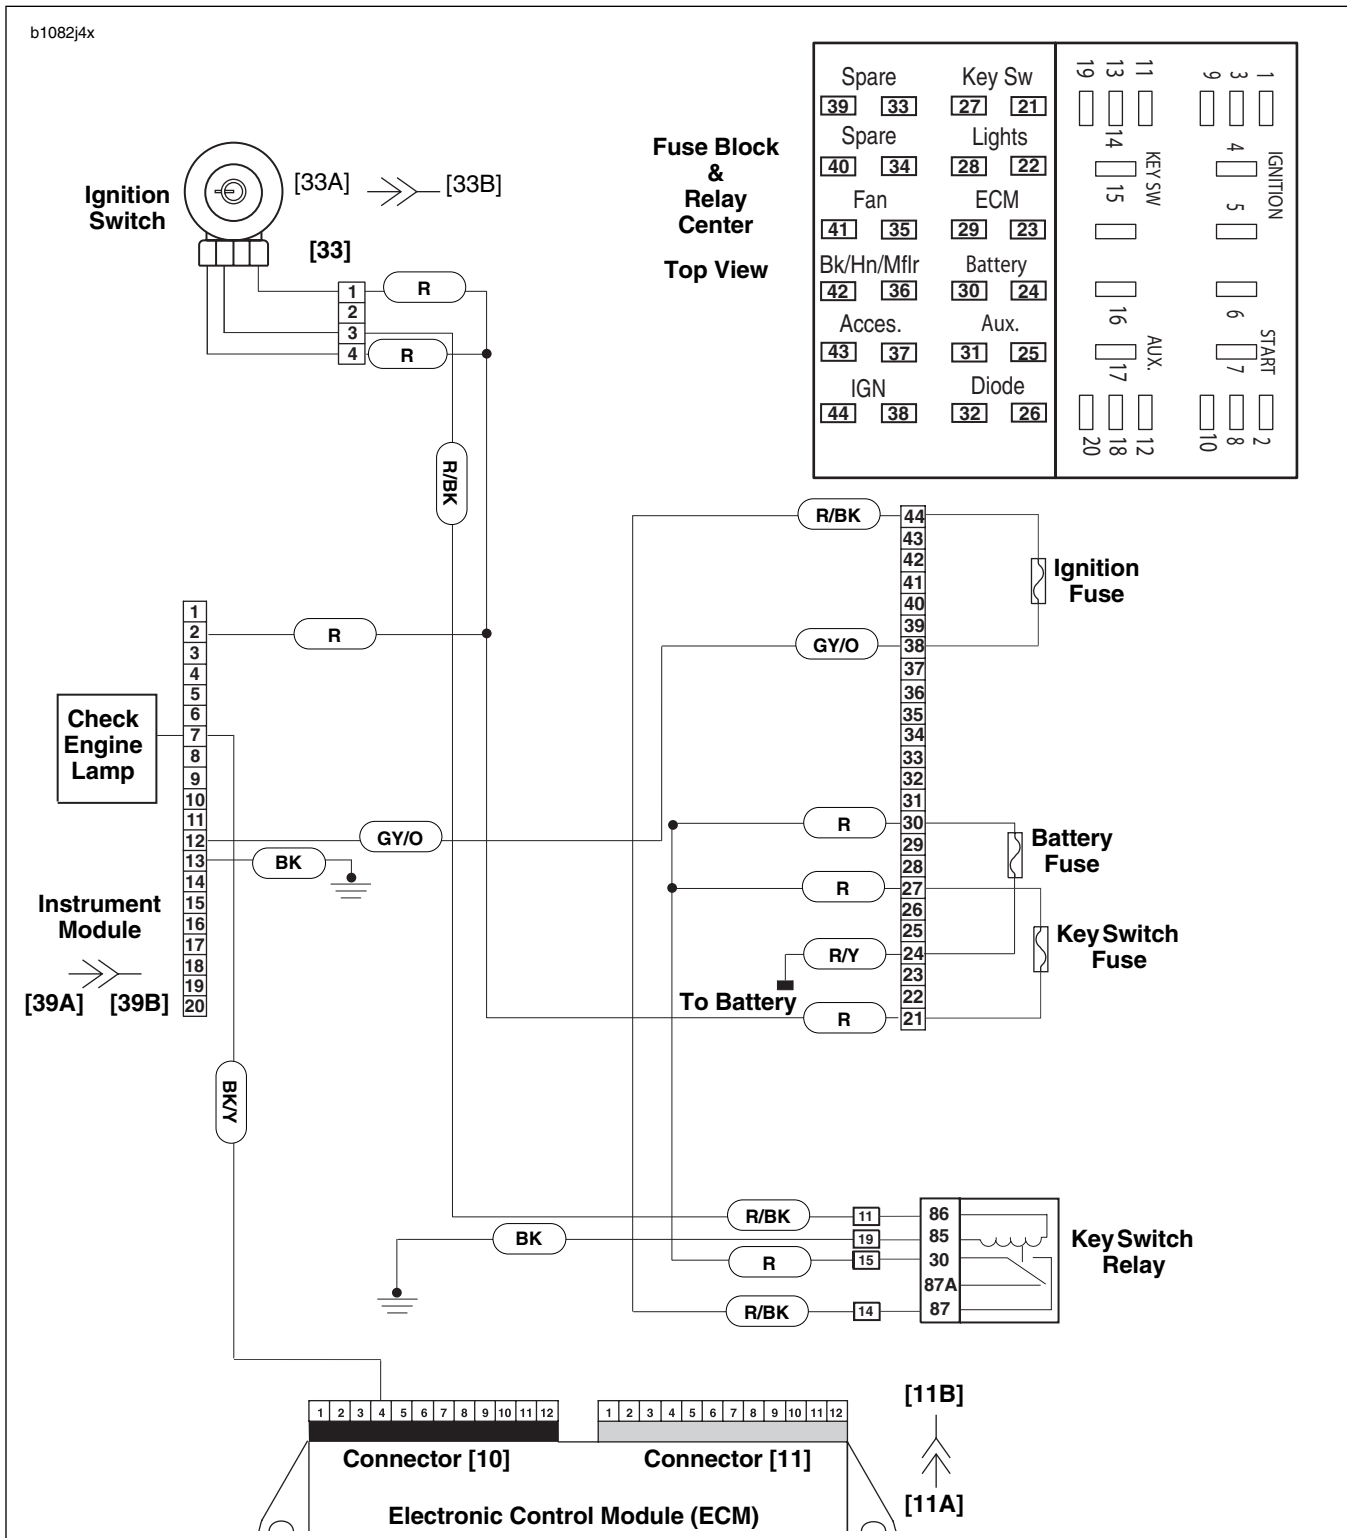 b1082j4x
Ignition
Switch
[33A]
[33B]
[33]
1
2
3
4
R
R
R/BK
Fuse Block
&
Relay
Center
Top View
Spare
39 33
Key Sw
27 21
Spare
40 34
Lights
28 22
Fan
41 35
ECM
29 23
Bk/Hn/Mflr
42 36
Battery
30 24
Acces.
43 37
Aux.
31 25
IGN
44 38
Diode
32 26
19 13 11
9 3 1
14
KEY SW
15
4
IGNITION
5
16
AUX.
17
6
START
7
20 18 12
10 8 2
R/BK
44
43
42
41
40
39
38
37
36
35
34
33
32
31
30
29
28
27
26
25
24
23
22
21
Ignition
Fuse
GY/O
R
Battery
Fuse
R
R/Y
To Battery
Key Switch
Fuse
R
1
2
3
4
5
6
7
8
9
10
11
12
13
14
15
16
17
18
19
20
R
Check
Engine
Lamp
GY/O
BK
Instrument
Module
[39A] [39B]
BK/Y
R/BK
11
86
BK
19
85
R
15
30
87A
R/BK
14
87
Key Switch
Relay
1 2 3 4 5 6 7 8 9 10 11 12
1 2 3 4 5 6 7 8 9 10 11 12
Connector [10]
Connector [11]
[11B]
[11A]
Electronic Control Module (ECM)